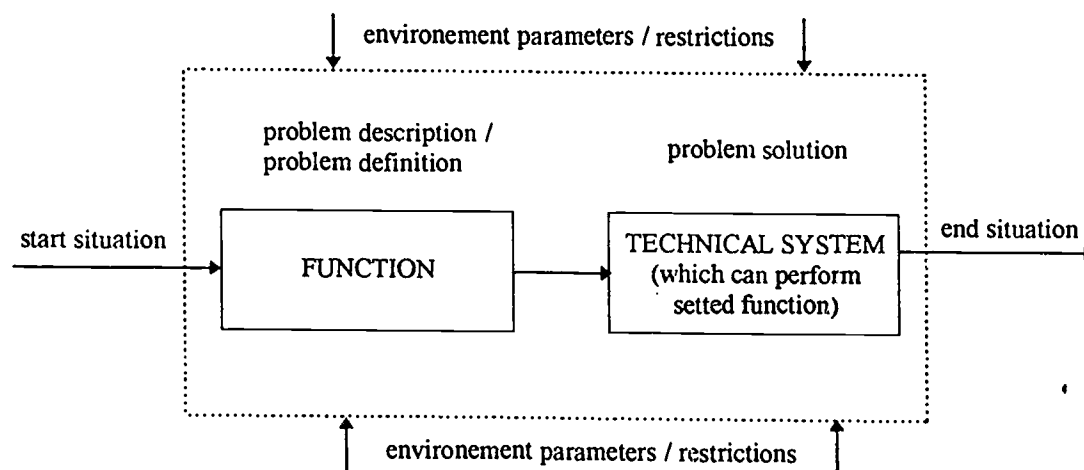 environement parameters / restrictions
problem description /
problem definition
problem solution
start situation
FUNCTION
TECHNICAL SYSTEM
(which can perform
setted function)
end situation
environement parameters / restrictions